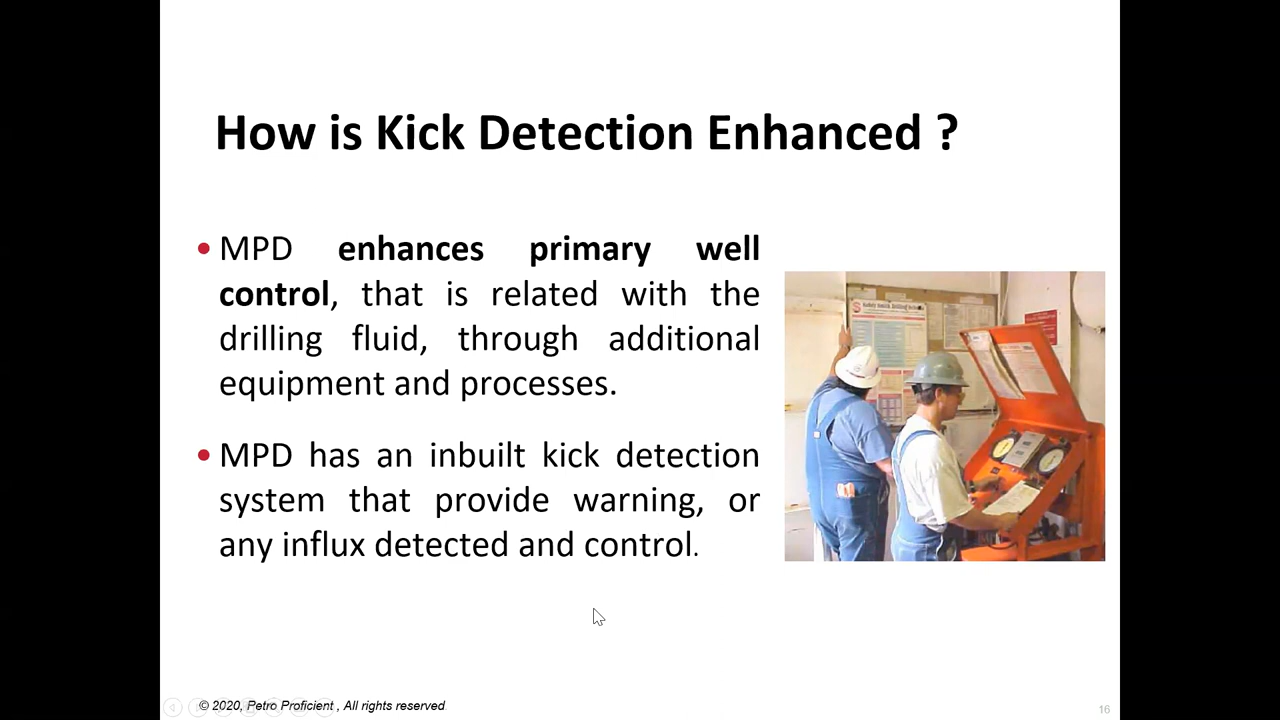 How is Kick Detection Enhanced ?
• MPD enhances primary well
control, that is related with the
drilling fluid, through additional
equipment and processes.
• MPD has an inbuilt kick detection
system that provide warning, or
any influx detected and control.
© 2020, Petro Proficient , All rights reserved
16